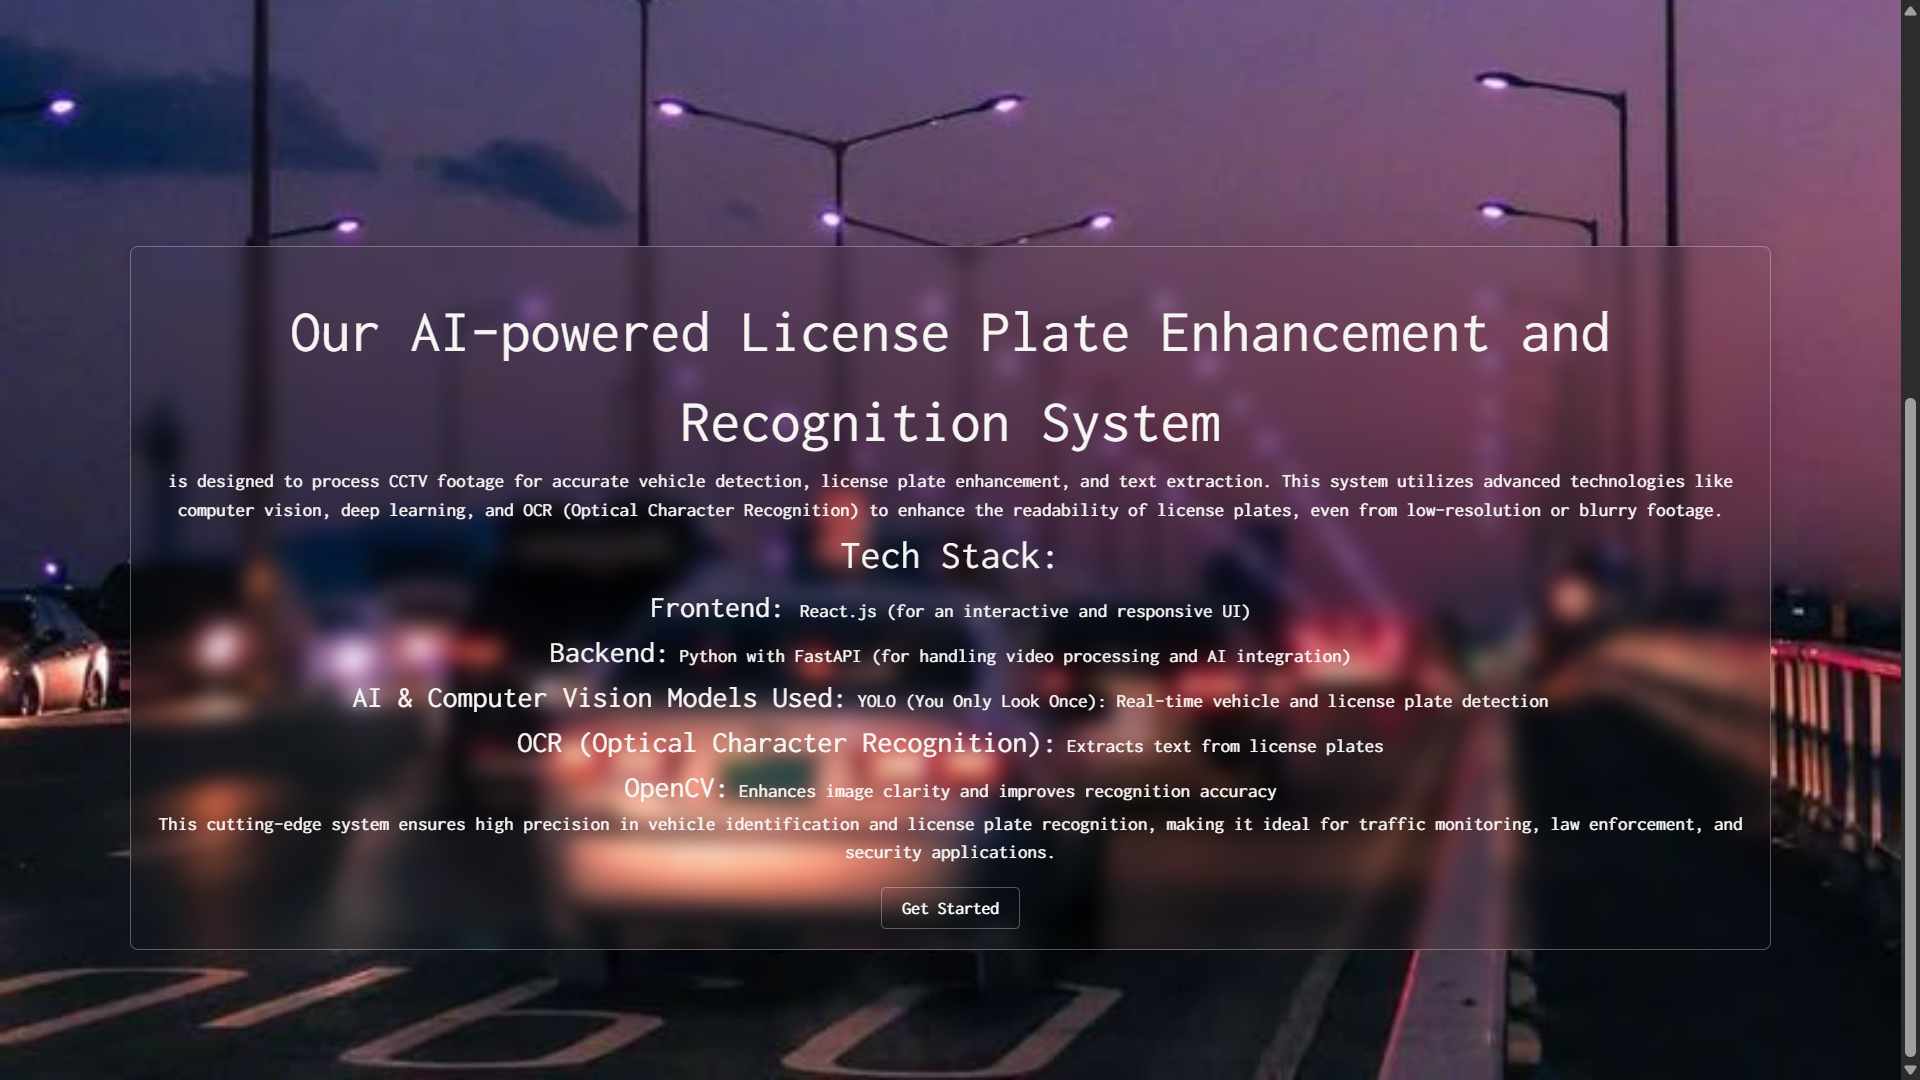 Our AI-powered License Plate Enhancement and
Recognition System
is designed to process CCTV footage for accurate vehicle detection, license plate enhancement, and text extraction. This system utilizes advanced technologies like
computer vision, deep learning, and OCR (Optical Character Recognition) to enhance the readability of license plates, even from low-resolution or blurry footage.
Tech Stack:
Frontend: React.js (for an interactive and responsive UI)
Backend: Python with FastAPI (for handling video processing and AI integration)
AI & Computer Vision Models Used: YOLO (You Only Look Once): Real-time vehicle and license plate detection
OCR (Optical Character Recognition): Extracts text from license plates
OpenCV: Enhances image clarity and improves recognition accuracy
This cutting-edge system ensures high precision in vehicle identification and license plate recognition, making it ideal for traffic monitoring, law enforcement, and
security applications.
Get Started